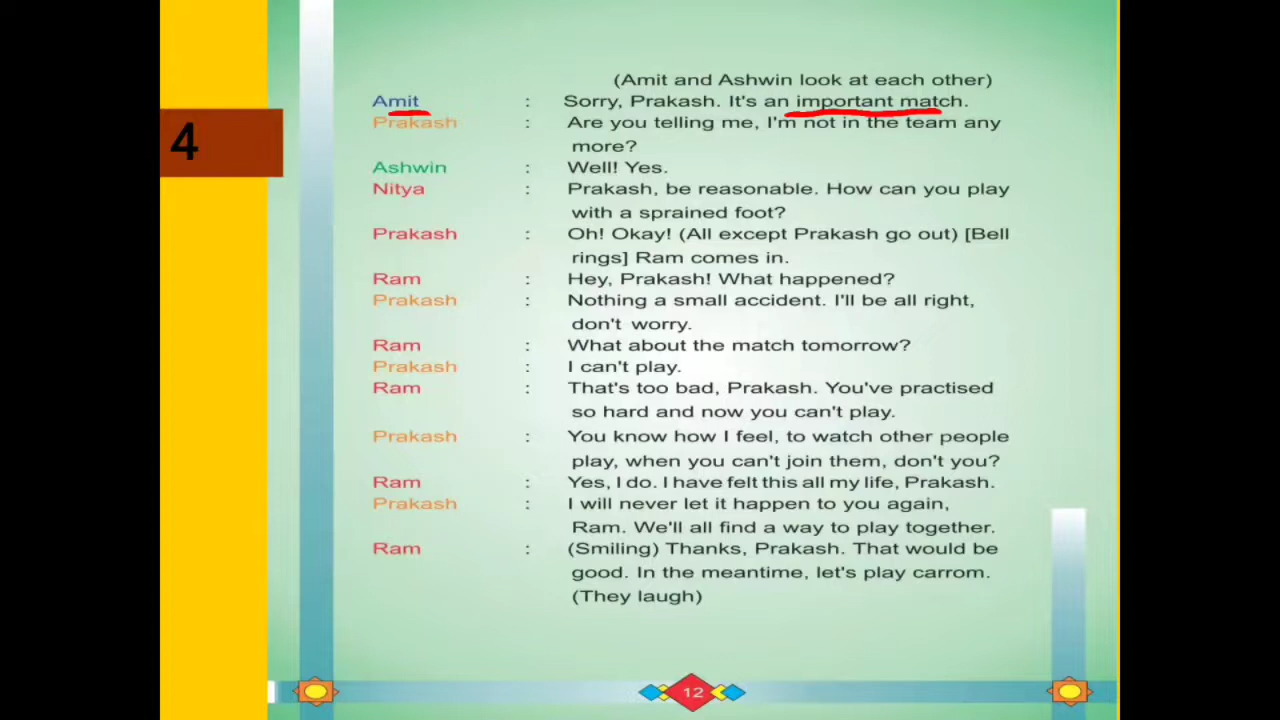 (Amit and Ashwin look at each other)
Amit : Sorry, Prakash. It's an important match.
Prakash : Are you telling me, I'm not in the team any
more?
Ashwin : Well! Yes.
Nitya : Prakash, be reasonable. How can you play
with a sprained foot?
Prakash : Oh! Okay! (All except Prakash go out) [Bell
rings] Ram comes in.
Ram : Hey, Prakash! What happened?
Prakash : Nothing a small accident. I'll be all right,
don't worry.
4
Ram : What about the match tomorrow?
Prakash : I can't play.
Ram : That's too bad, Prakash. You've practised
so hard and now you can't play.
Prakash : You know how I feel, to watch other people
play, when you can't join them, don't you?
Ram : Yes, I do. I have felt this all my life, Prakash.
Prakash : I will never let it happen to you again,
Ram. We'll all find a way to play together.
Ram : (Smiling) Thanks, Prakash. That would be
good. In the meantime, let's play carrom.
(They laugh)
12